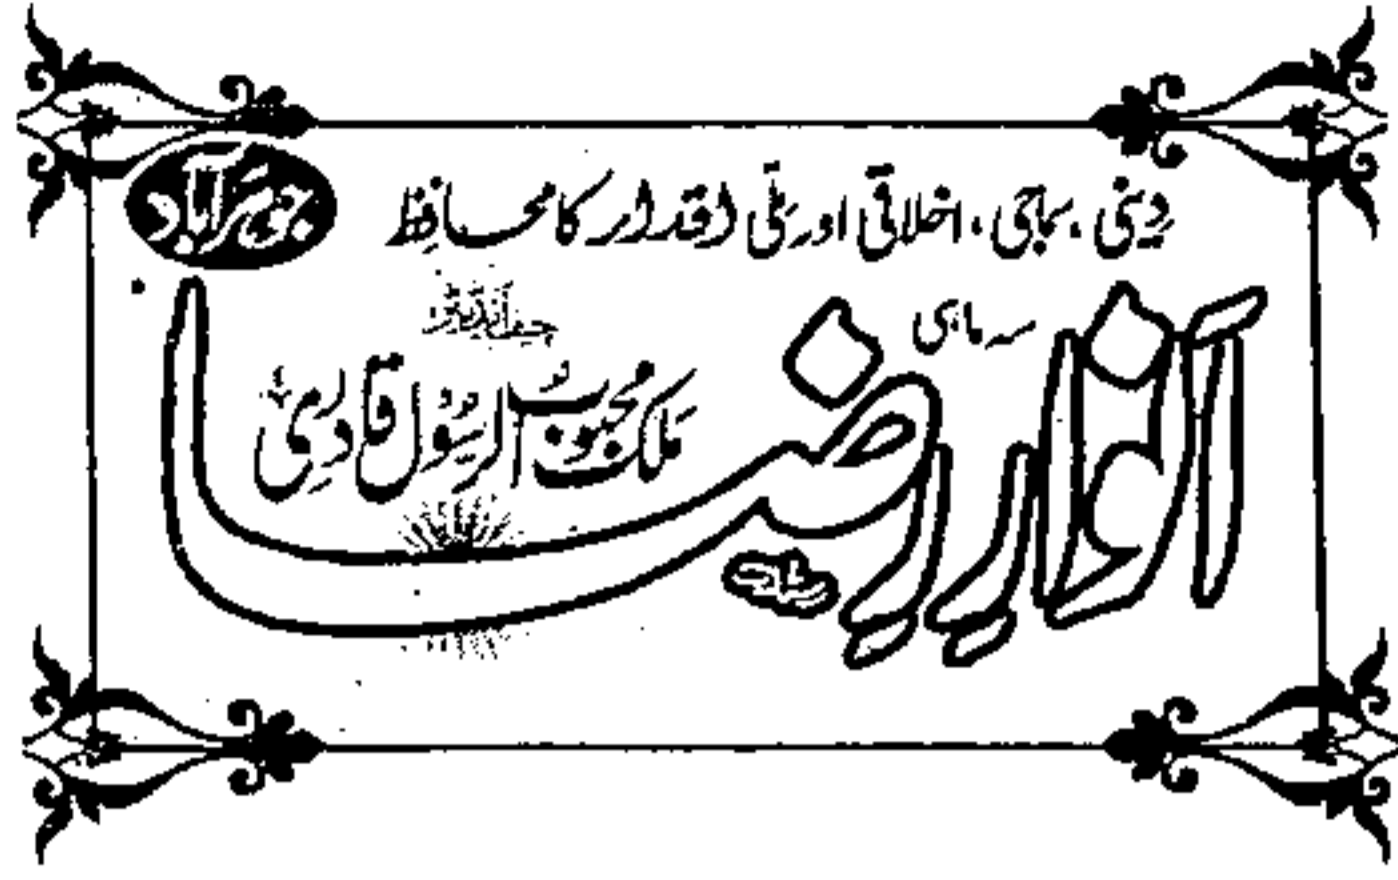 دینی، سماجی، اخلاقی اور ملی اقدار کا محافظ
جوہرآباد
سہ ماہی
انوارِ رضا
چیف ایڈیٹر
ملک محبوب الرسول قادری